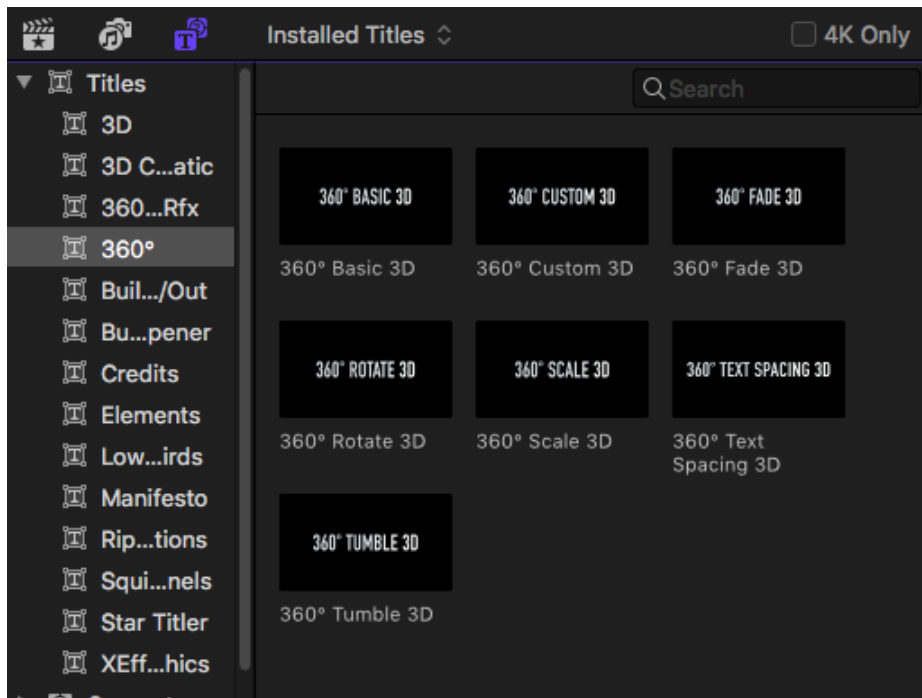 Installed Titles
4K Only
Titles
Search
3D
3D C...atic
360...Rfx
360°
Buil.../Out
Bu...pener
Credits
Elements
Low...irds
Manifesto
Rip...tions
Squi...nels
Star Titler
XEff...hics
360° BASIC 3D
360° CUSTOM 3D
360° FADE 3D
360° Basic 3D
360° Custom 3D
360° Fade 3D
360° ROTATE 3D
360° SCALE 3D
360° TEXT SPACING 3D
360° Rotate 3D
360° Scale 3D
360° Text
Spacing 3D
360° TUMBLE 3D
360° Tumble 3D